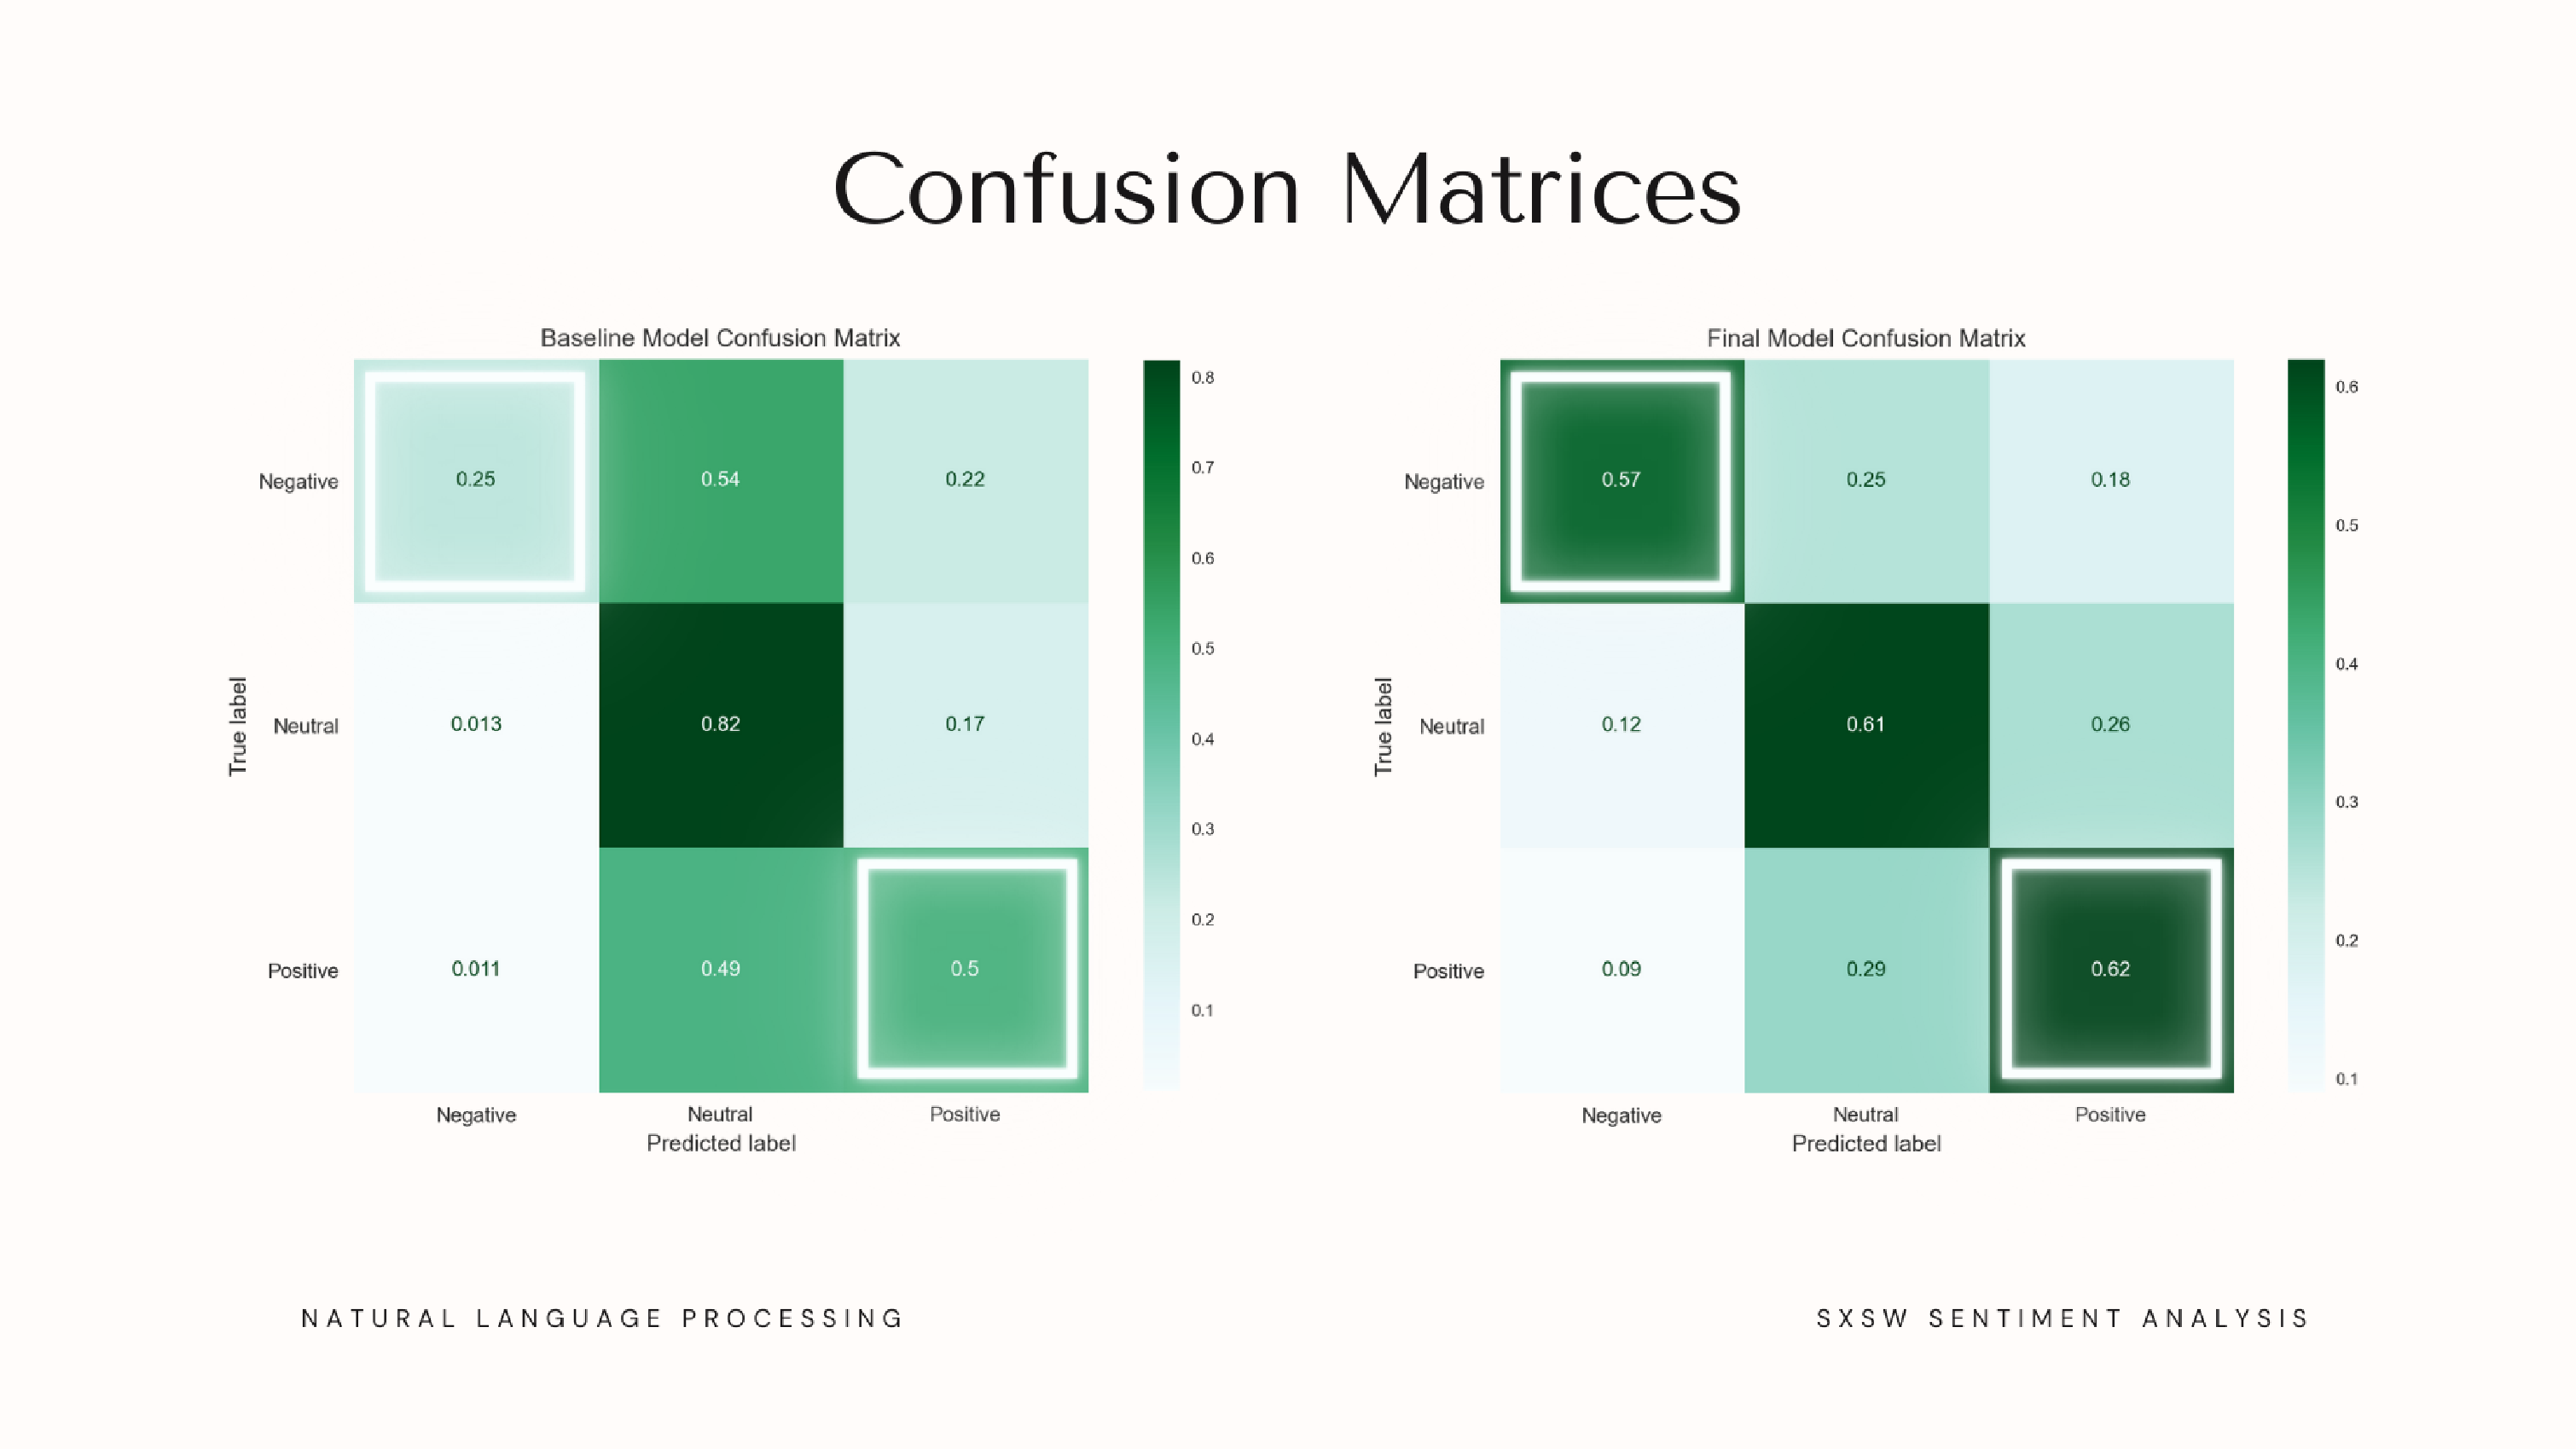 Confusion Matrices
Baseline Model Confusion Matrix
Negative 0.25 0.54 0.22
Neutral 0.013 0.82 0.17
Positive 0.011 0.49 0.5
True label
Negative Neutral Positive
Predicted label
0.8
0.7
0.6
0.5
0.4
0.3
0.2
0.1
Final Model Confusion Matrix
Negative 0.57 0.25 0.18
Neutral 0.12 0.61 0.26
Positive 0.09 0.29 0.62
True label
Negative Neutral Positive
Predicted label
0.6
0.5
0.4
0.3
0.2
0.1
NATURAL LANGUAGE PROCESSING
SXSW SENTIMENT ANALYSIS